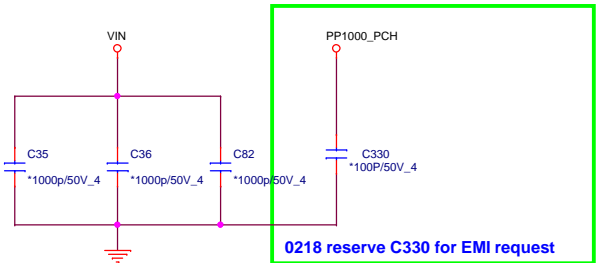 VIN
PP1000_PCH
C35
*1000p/50V_4
C36
*1000p/50V_4
C82
*1000p/50V_4
C330
*100P/50V_4
0218 reserve C330 for EMI request